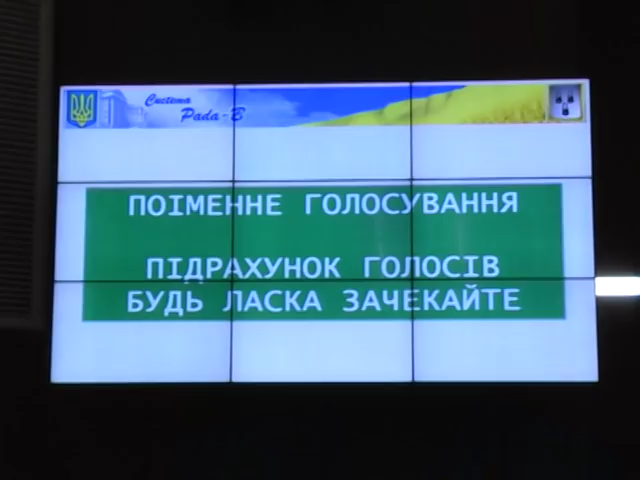 Система
Рада-В
ПОІМЕННЕ ГОЛОСУВАННЯ
ПІДРАХУНОК ГОЛОСІВ
БУДЬ ЛАСКА ЗАЧЕКАЙТЕ